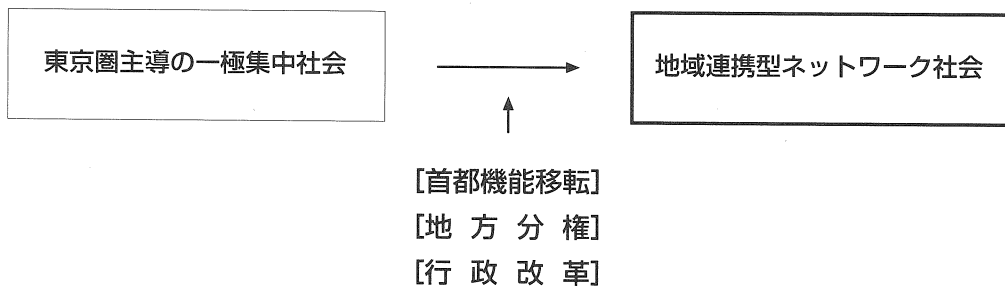 東京圏主導の一極集中社会
地域連携型ネットワーク社会
[首都機能移転]
[地方分権]
[行政改革]